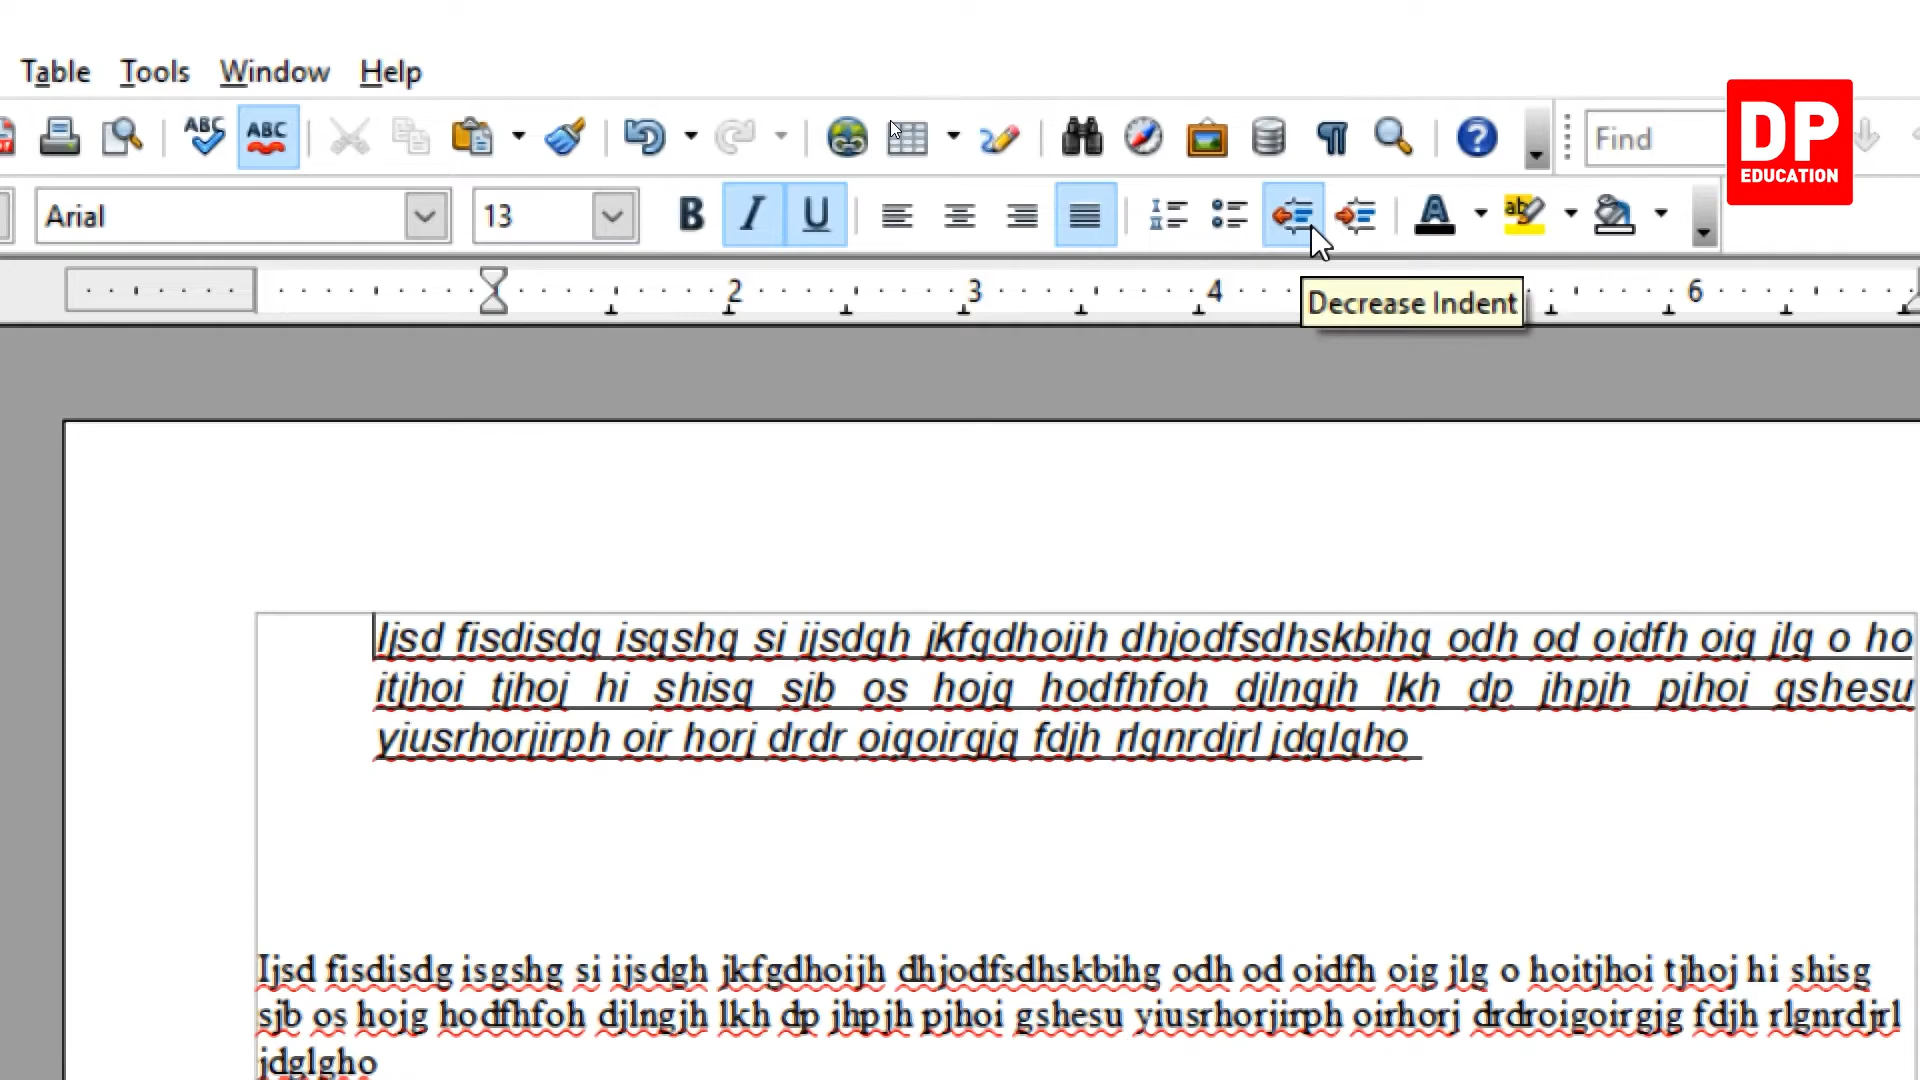 Table Tools Window Help
ABC ABC Find
DP
EDUCATION
Arial 13 B I U A ab
2 3 4 6
Decrease Indent
Ijsd fisdisdg isgshg si ijsdgh jkfgdhoijh dhjodfsdhskbihg odh od oidfh oig jlg o ho
itjhoi tjhoj hi shisg sjb os hojg hodfhfoh djlngjh lkh dp jhpjh pjhoi gshesu
yiusrhorjirph oir horj drdr oigoirgjg fdjh rlgnrdjrl jdglgho
Ijsd fisdisdg isgshg si ijsdgh jkfgdhoijh dhjodfsdhskbihg odh od oidfh oig jlg o hoitjhoi tjhoj hi shisg
sjb os hojg hodfhfoh djlngjh lkh dp jhpjh pjhoi gshesu yiusrhorjirph oirhorj drdroigoirgjg fdjh rlgnrdjrl
jdglgho